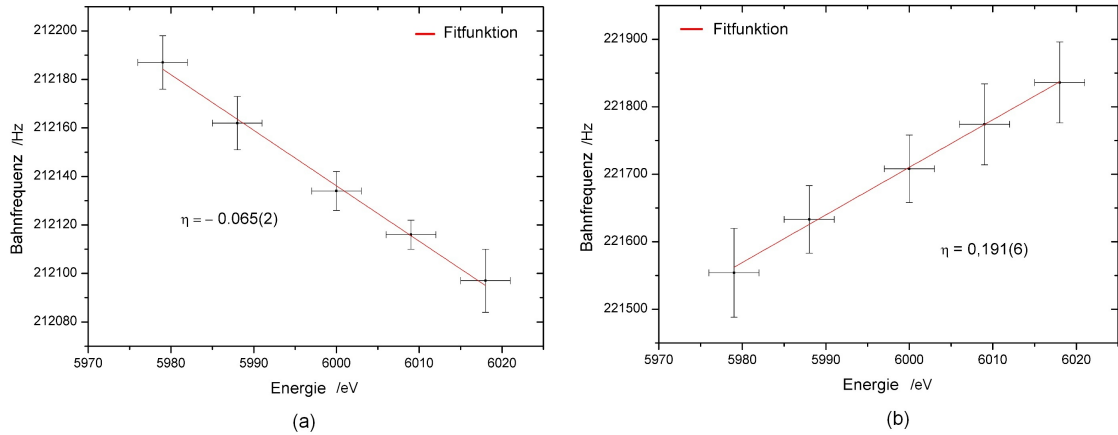 212200
212180
212160
212140
212120
212100
212080
Bahnfrequenz /Hz
Fitfunktion
η = – 0.065(2)
5970 5980 5990 6000 6010 6020
Energie /eV
(a)
221900
221800
221700
221600
221500
Bahnfrequenz /Hz
Fitfunktion
η = 0,191(6)
5970 5980 5990 6000 6010 6020
Energie /eV
(b)